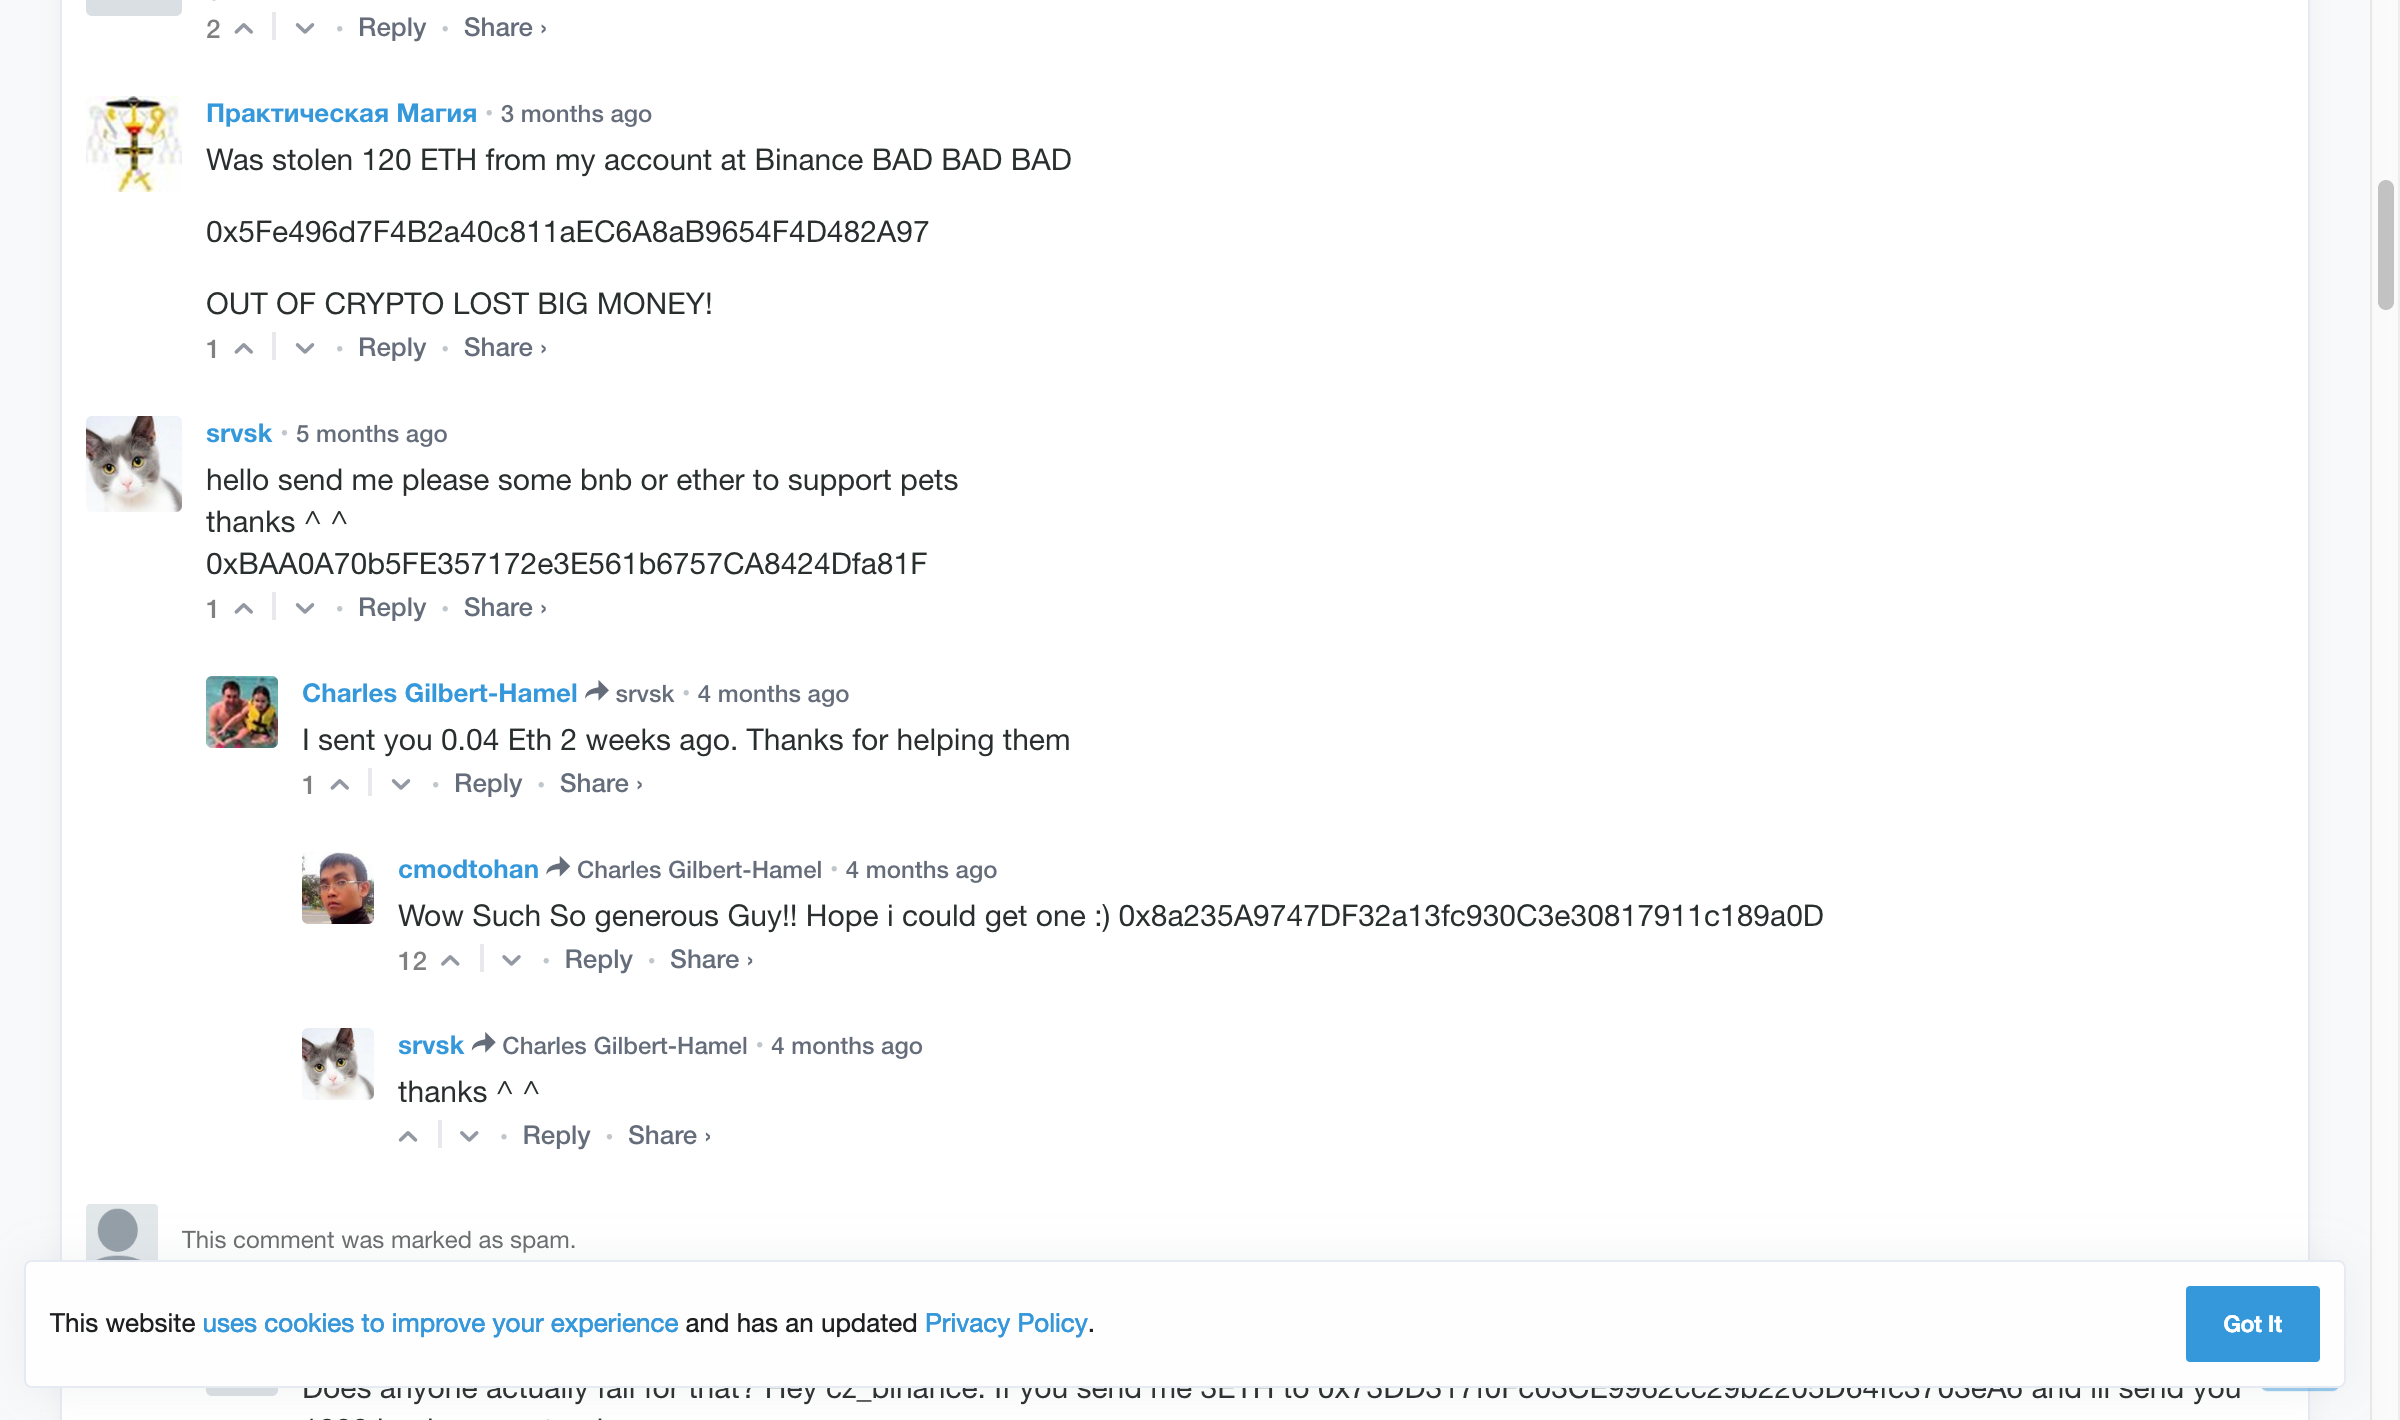 2 • Reply • Share ›
Практическая Магия • 3 months ago
Was stolen 120 ETH from my account at Binance BAD BAD BAD
0x5Fe496d7F4B2a40c811aEC6A8aB9654F4D482A97
OUT OF CRYPTO LOST BIG MONEY!
1 • Reply • Share ›
srvsk • 5 months ago
hello send me please some bnb or ether to support pets
thanks ^ ^
0xBAA0A70b5FE357172e3E561b6757CA8424Dfa81F
1 • Reply • Share ›
Charles Gilbert-Hamel srvsk • 4 months ago
I sent you 0.04 Eth 2 weeks ago. Thanks for helping them
1 • Reply • Share ›
cmodtohan Charles Gilbert-Hamel • 4 months ago
Wow Such So generous Guy!! Hope i could get one :) 0x8a235A9747DF32a13fc930C3e30817911c189a0D
12 • Reply • Share ›
srvsk Charles Gilbert-Hamel • 4 months ago
thanks ^ ^
• Reply • Share ›
This comment was marked as spam.
This website uses cookies to improve your experience and has an updated Privacy Policy.
Got It
Does anyone actually fall for that? Hey cz_binance. If you send me 3ETH to and ill send you